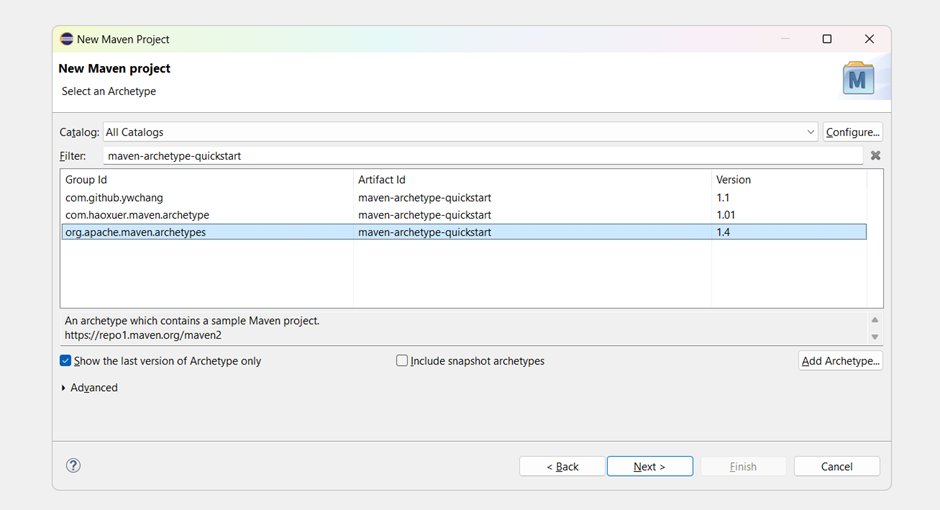 New Maven Project
New Maven project
Select an Archetype
M
Catalog: All Catalogs Configure...
Filter: maven-archetype-quickstart
Group Id Artifact Id Version
com.github.ywchang maven-archetype-quickstart 1.1
com.haoxuer.maven.archetype maven-archetype-quickstart 1.01
org.apache.maven.archetypes maven-archetype-quickstart 1.4
An archetype which contains a sample Maven project.
https://repo1.maven.org/maven2
Show the last version of Archetype only Include snapshot archetypes Add Archetype...
Advanced
? < Back Next > Finish Cancel